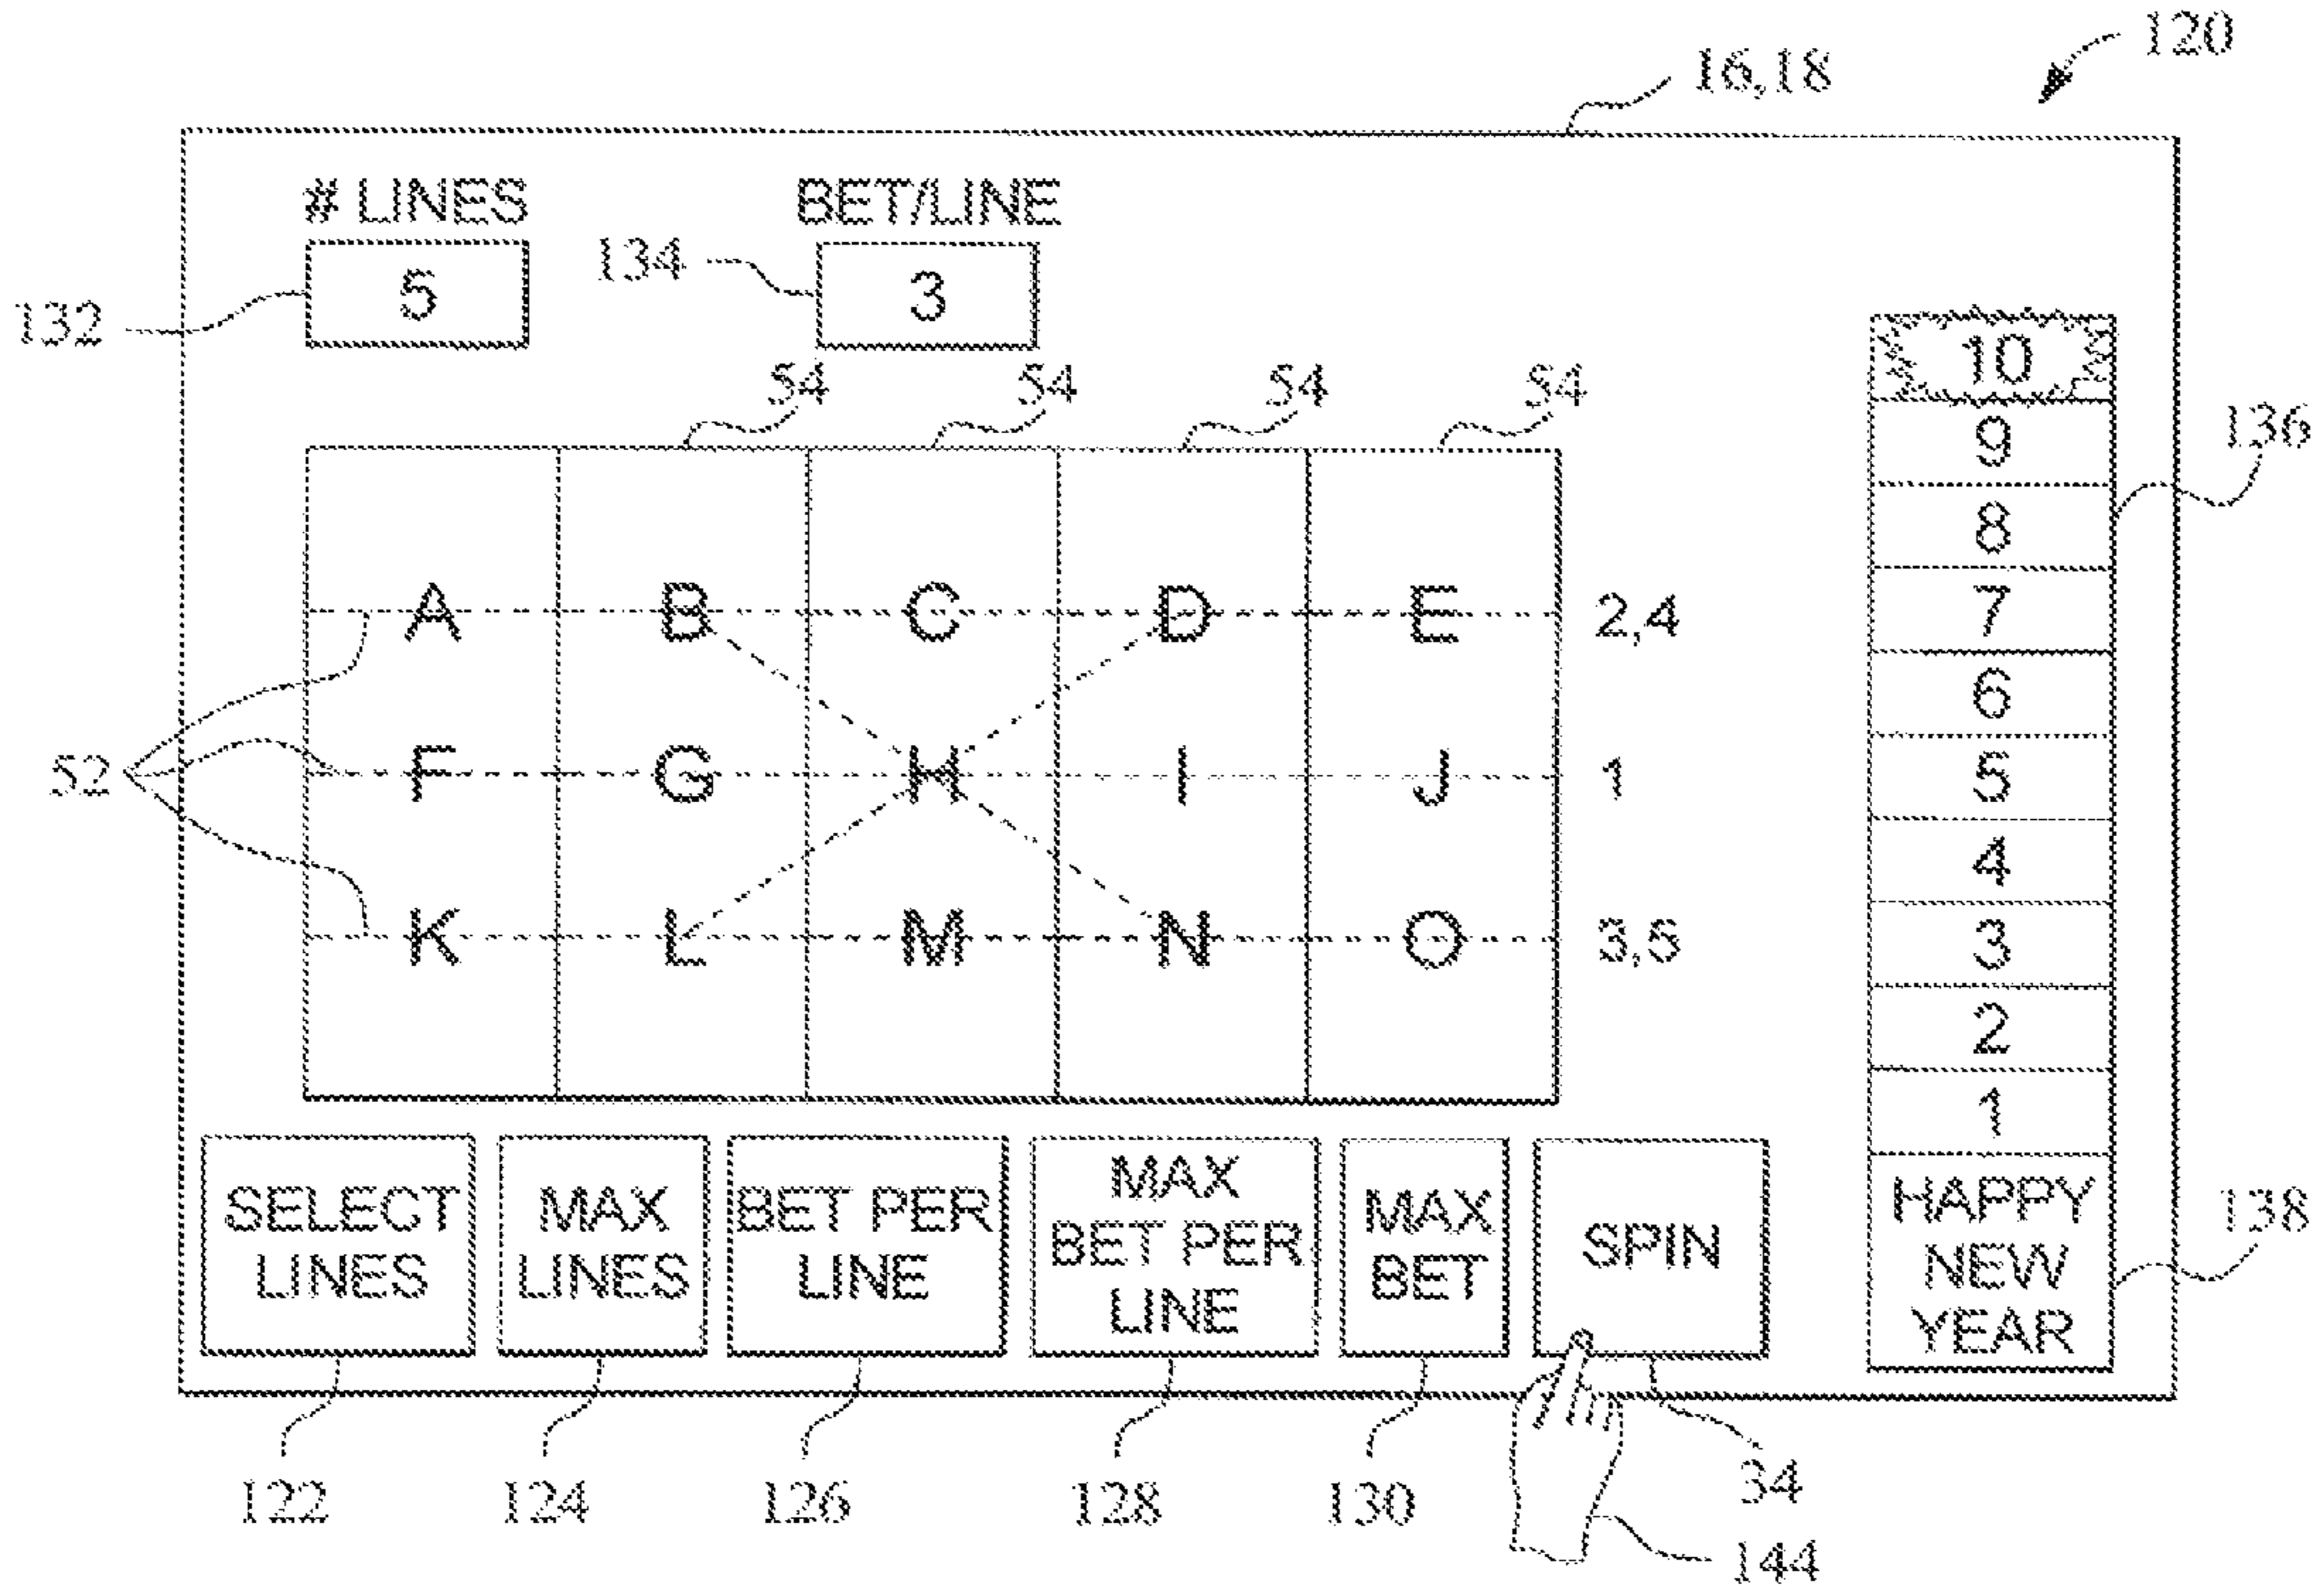 120
16,18
# LINES
BET/LINE
132
5
134
3
54
54
54
54
10
9
136
8
7
6
5
4
3
2
1
HAPPY
NEW
YEAR
138
A B C D E 2,4
52
F G H I J 1
K L M N O 3,5
SELECT
LINES
MAX
LINES
BET PER
LINE
MAX
BET PER
LINE
MAX
BET
SPIN
122
124
126
128
130
34
144